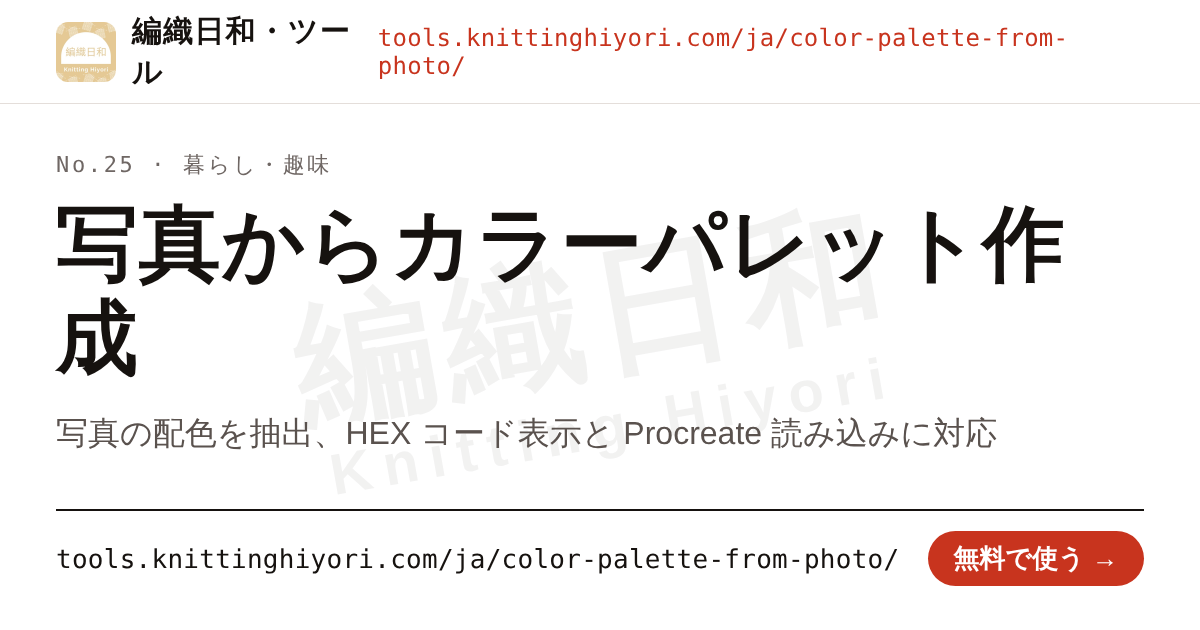 編織日和
Knitting Hiyori
編織日和・ツー
ル
tools.knittinghiyori.com/ja/color-palette-from-
photo/
No.25 · 暮らし・趣味
写真からカラーパレット作
成
写真の配色を抽出、HEX コード表示と Procreate 読み込みに対応
編織日和
Knitting Hiyori
tools.knittinghiyori.com/ja/color-palette-from-photo/
無料で使う →